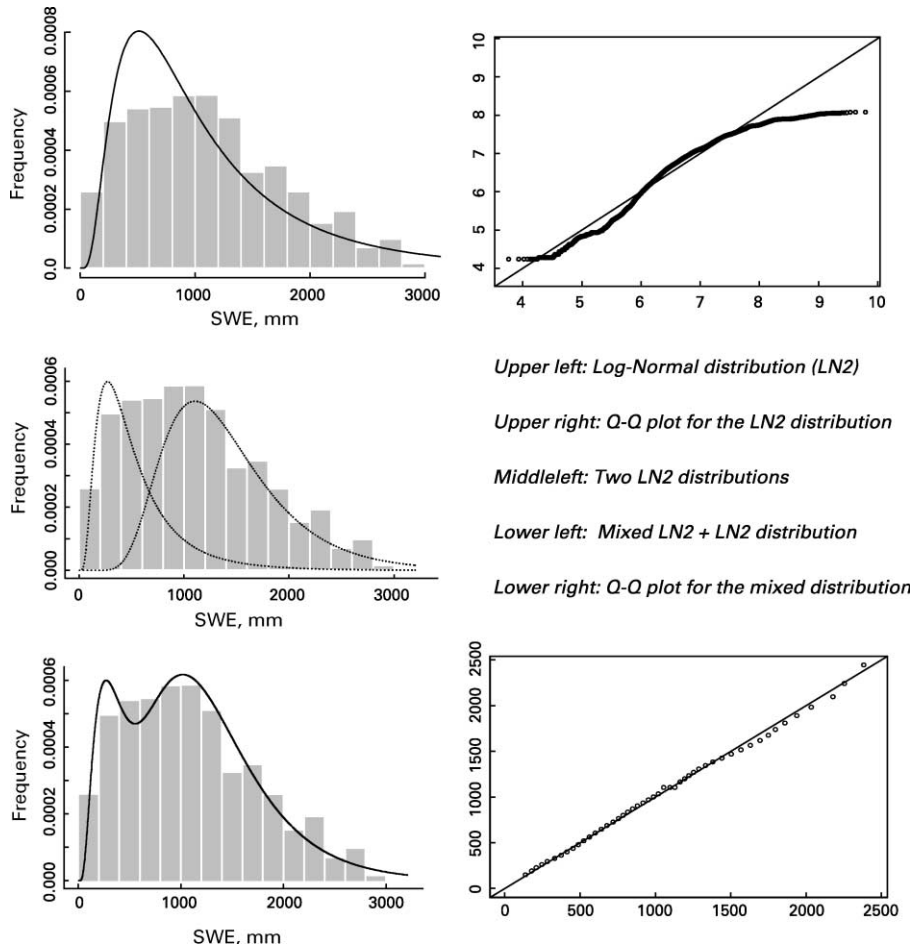 Frequency
0.0 0.0002 0.0004 0.0006 0.0008
0 1000 2000 3000
SWE, mm
4 5 6 7 8 9 10
4 5 6 7 8 9 10
Frequency
0.000 0.0002 0.0004 0.0006
0 1000 2000 3000
SWE, mm
Upper left: Log-Normal distribution (LN2)
Upper right: Q-Q plot for the LN2 distribution
Middleleft: Two LN2 distributions
Lower left: Mixed LN2 + LN2 distribution
Lower right: Q-Q plot for the mixed distribution
Frequency
0.000 0.0002 0.0004 0.0006
0 1000 2000 3000
SWE, mm
0 500 1000 1500 2000 2500
0 500 1000 1500 2000 2500